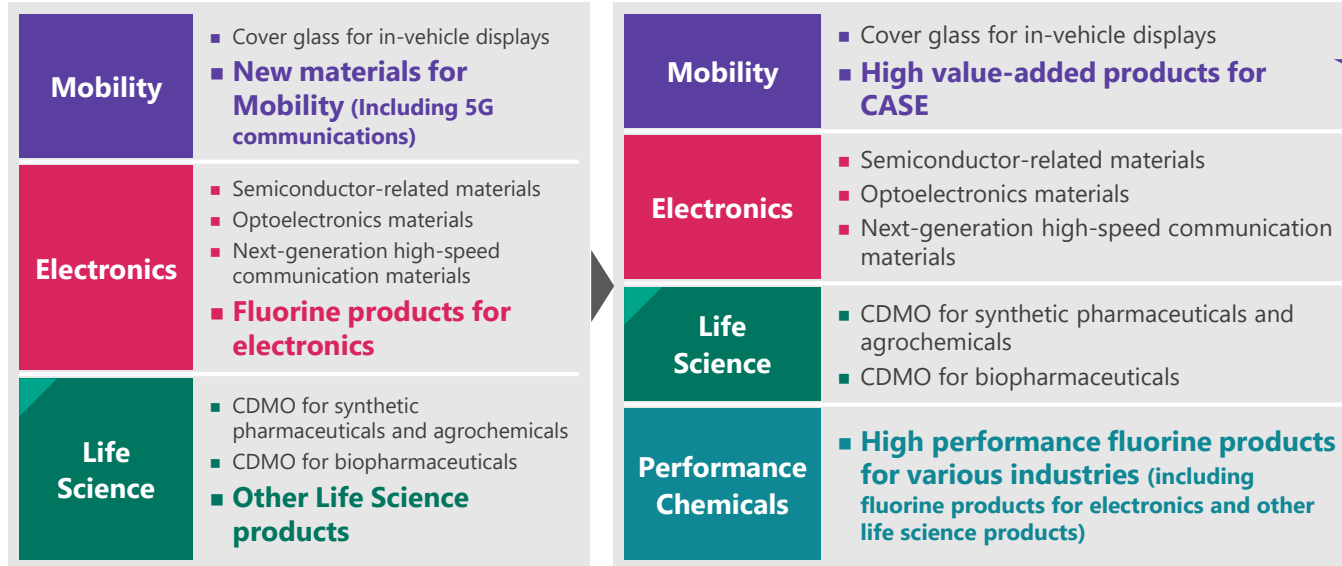 Mobility
Cover glass for in-vehicle displays
New materials for
Mobility (Including 5G
communications)
Electronics
Semiconductor-related materials
Optoelectronics materials
Next-generation high-speed
communication materials
Fluorine products for
electronics
Life
Science
CDMO for synthetic
pharmaceuticals and agrochemicals
CDMO for biopharmaceuticals
Other Life Science
products
Mobility
Cover glass for in-vehicle displays
High value-added products for
CASE
Electronics
Semiconductor-related materials
Optoelectronics materials
Next-generation high-speed communication
materials
Life
Science
CDMO for synthetic pharmaceuticals and
agrochemicals
CDMO for biopharmaceuticals
Performance
Chemicals
High performance fluorine products
for various industries (including
fluorine products for electronics and other
life science products)